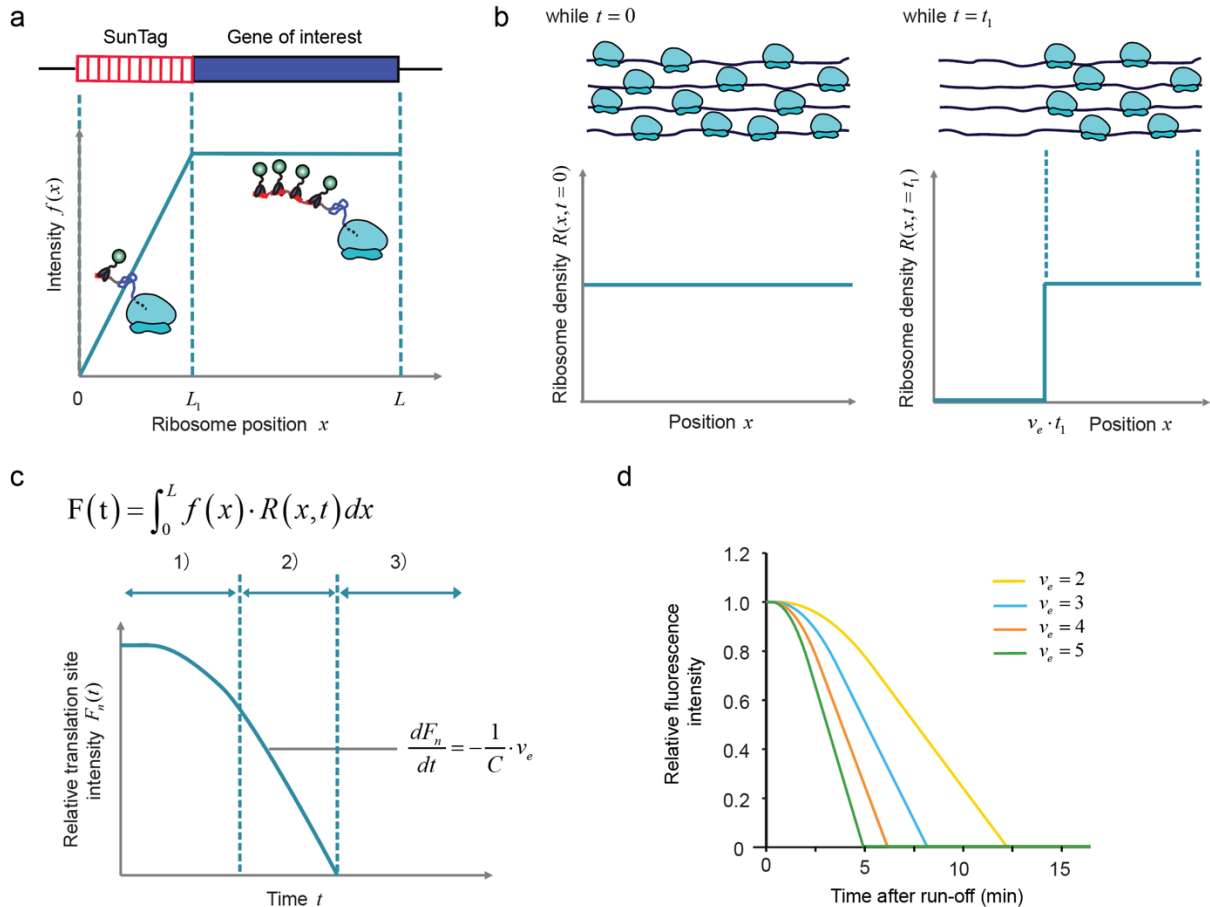 a
SunTag
Gene of interest
Intensity f(x)
0
L₁
L
Ribosome position x
b
while t = 0
while t = t₁
Ribosome density R(x, t = 0)
Position x
Ribosome density R(x, t = t₁)
vₑ · t₁
Position x
c
F(t) = ∫₀ᴸ f(x) · R(x, t) dx
1)
2)
3)
Relative translation site
intensity Fₙ(t)
dFₙ/dt = −1/C · vₑ
Time t
d
1.2
1.0
0.8
0.6
0.4
0.2
0
vₑ = 2
vₑ = 3
vₑ = 4
vₑ = 5
Relative fluorescence
intensity
0
5
10
15
Time after run-off (min)